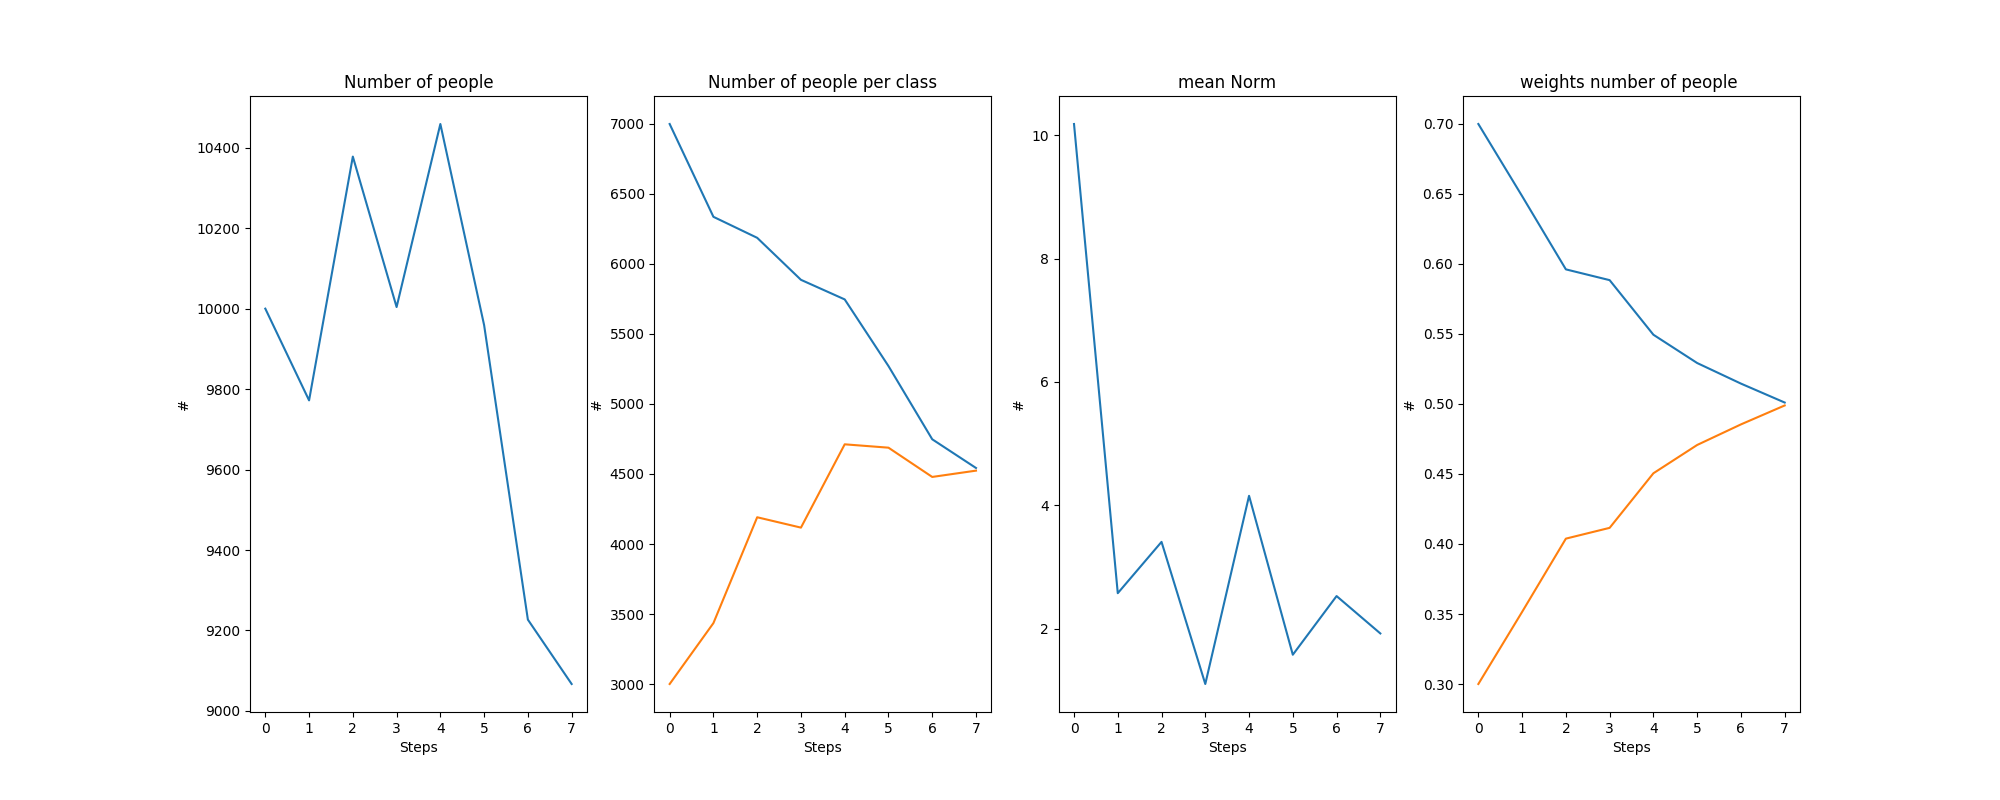 Number of people
10400
10200
10000
9800
9600
9400
9200
9000
#
0 1 2 3 4 5 6 7
Steps
Number of people per class
7000
6500
6000
5500
5000
4500
4000
3500
3000
#
0 1 2 3 4 5 6 7
Steps
mean Norm
10
8
6
4
2
#
0 1 2 3 4 5 6 7
Steps
weights number of people
0.70
0.65
0.60
0.55
0.50
0.45
0.40
0.35
0.30
#
0 1 2 3 4 5 6 7
Steps